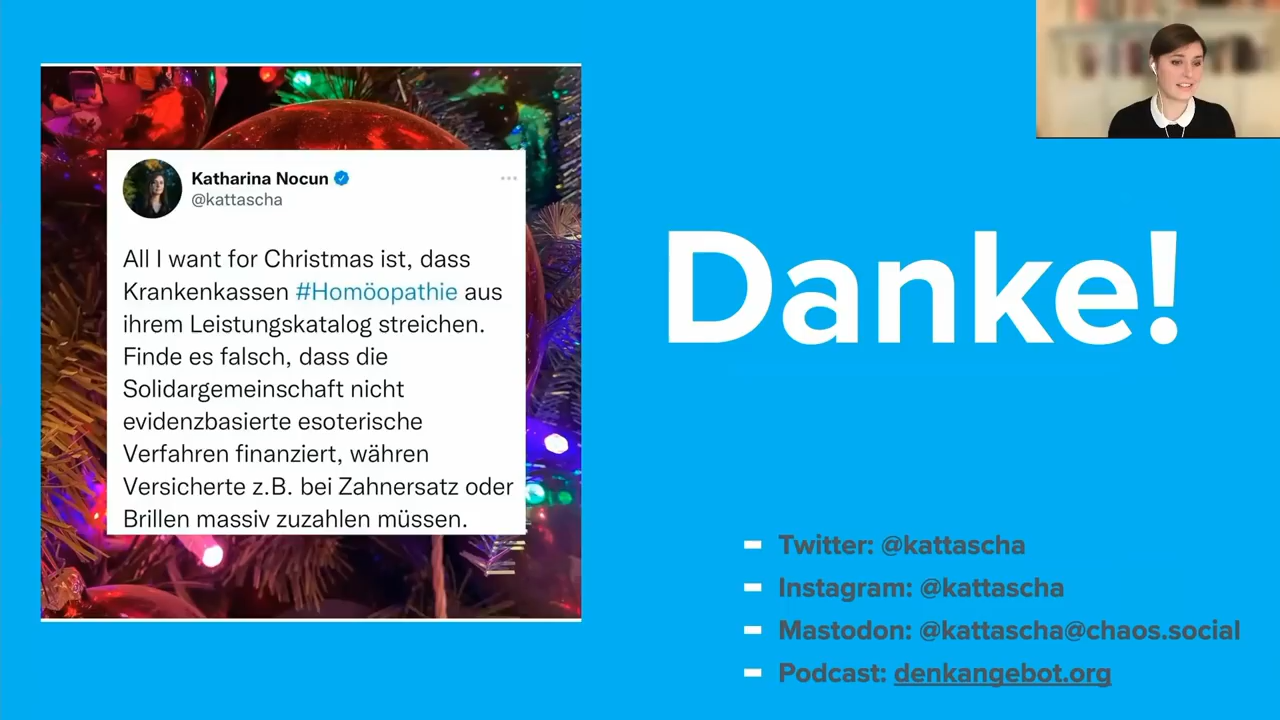 Katharina Nocun
@kattascha
All I want for Christmas ist, dass
Krankenkassen #Homöopathie aus
ihrem Leistungskatalog streichen.
Finde es falsch, dass die
Solidargemeinschaft nicht
evidenzbasierte esoterische
Verfahren finanziert, währen
Versicherte z.B. bei Zahnersatz oder
Brillen massiv zuzahlen müssen.
Danke!
Twitter: @kattascha
Instagram: @kattascha
Mastodon: @kattascha@chaos.social
Podcast: denkangebot.org